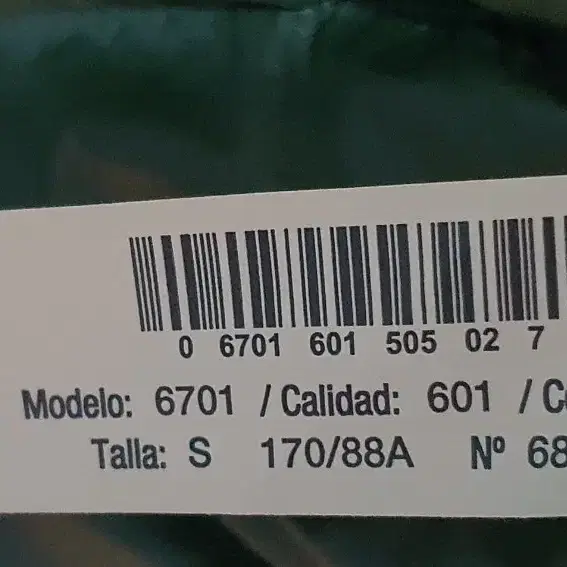 0 6701 601 505 02 7
Modelo: 6701 / Calidad: 601 / C
Talla: S 170/88A Nº 68